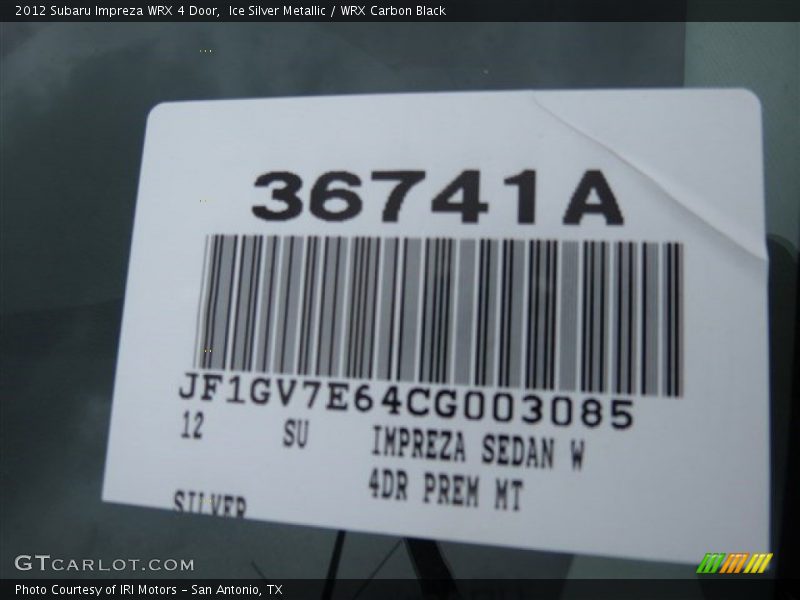 2012 Subaru Impreza WRX 4 Door,  Ice Silver Metallic / WRX Carbon Black
36741A
JF1GV7E64CG003085
12 SU IMPREZA SEDAN W
4DR PREM MT
SILVER
GTCARLOT.COM
Photo Courtesy of IRI Motors - San Antonio, TX